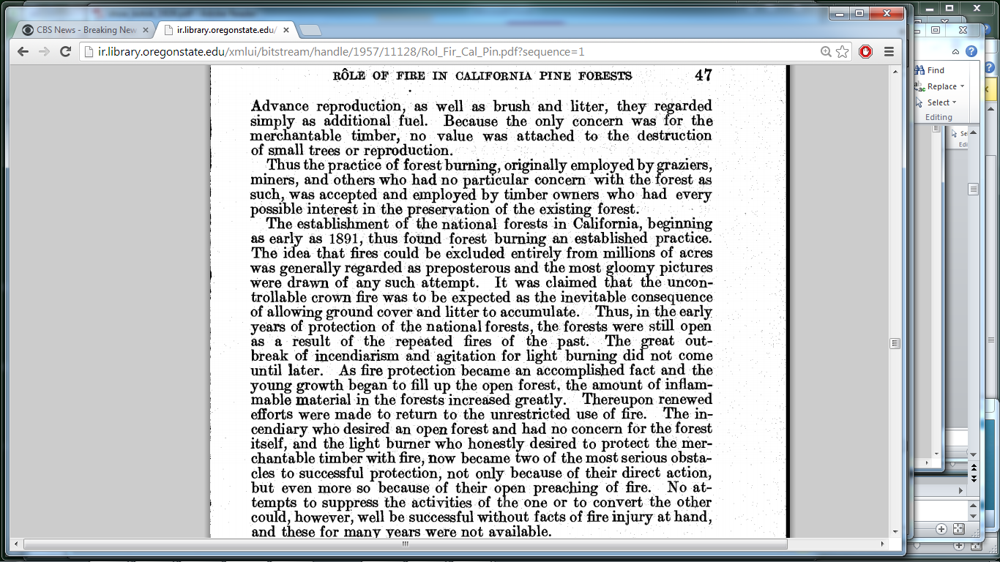 CBS News - Breaking New
ir.library.oregonstate.edu/
ir.library.oregonstate.edu/xmlui/bitstream/handle/1957/11128/Rol_Fir_Cal_Pin.pdf?sequence=1
Find
Replace
Select
Editing
RÔLE OF FIRE IN CALIFORNIA PINE FORESTS 47
Advance reproduction, as well as brush and litter, they regarded
simply as additional fuel. Because the only concern was for the
merchantable timber, no value was attached to the destruction
of small trees or reproduction.
Thus the practice of forest burning, originally employed by graziers,
miners, and others who had no particular concern with the forest as
such, was accepted and employed by timber owners who had every
possible interest in the preservation of the existing forest.
The establishment of the national forests in California, beginning
as early as 1891, thus found forest burning an established practice.
The idea that fires could be excluded entirely from millions of acres
was generally regarded as preposterous and the most gloomy pictures
were drawn of any such attempt. It was claimed that the uncon-
trollable crown fire was to be expected as the inevitable consequence
of allowing ground cover and litter to accumulate. Thus, in the early
years of protection of the national forests, the forests were still open
as a result of the repeated fires of the past. The great out-
break of incendiarism and agitation for light burning did not come
until later. As fire protection became an accomplished fact and the
young growth began to fill up the open forest, the amount of inflam-
mable material in the forests increased greatly. Thereupon renewed
efforts were made to return to the unrestricted use of fire. The in-
cendiary who desired an open forest and had no concern for the forest
itself, and the light burner who honestly desired to protect the mer-
chantable timber with fire, now became two of the most serious obsta-
cles to successful protection, not only because of their direct action,
but even more so because of their open preaching of fire. No at-
tempts to suppress the activities of the one or to convert the other
could, however, well be successful without facts of fire injury at hand,
and these for many years were not available.